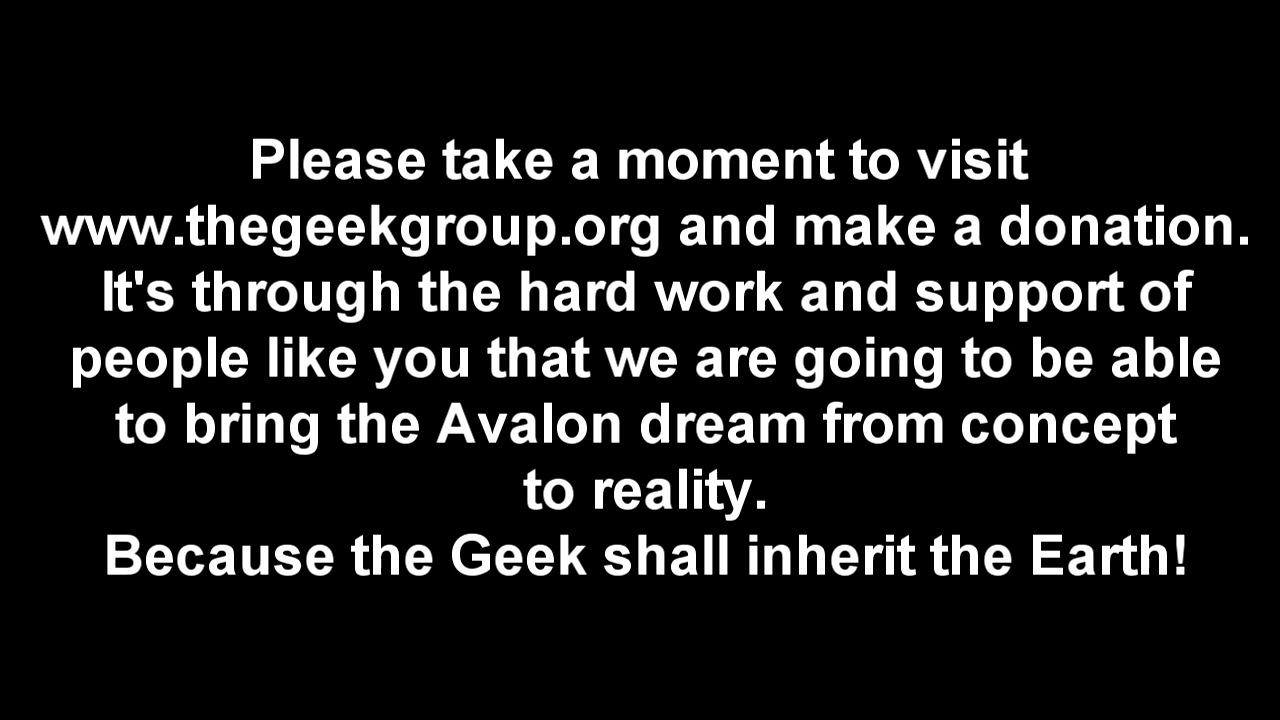 Please take a moment to visit
www.thegeekgroup.org and make a donation.
It's through the hard work and support of
people like you that we are going to be able
to bring the Avalon dream from concept
to reality.
Because the Geek shall inherit the Earth!